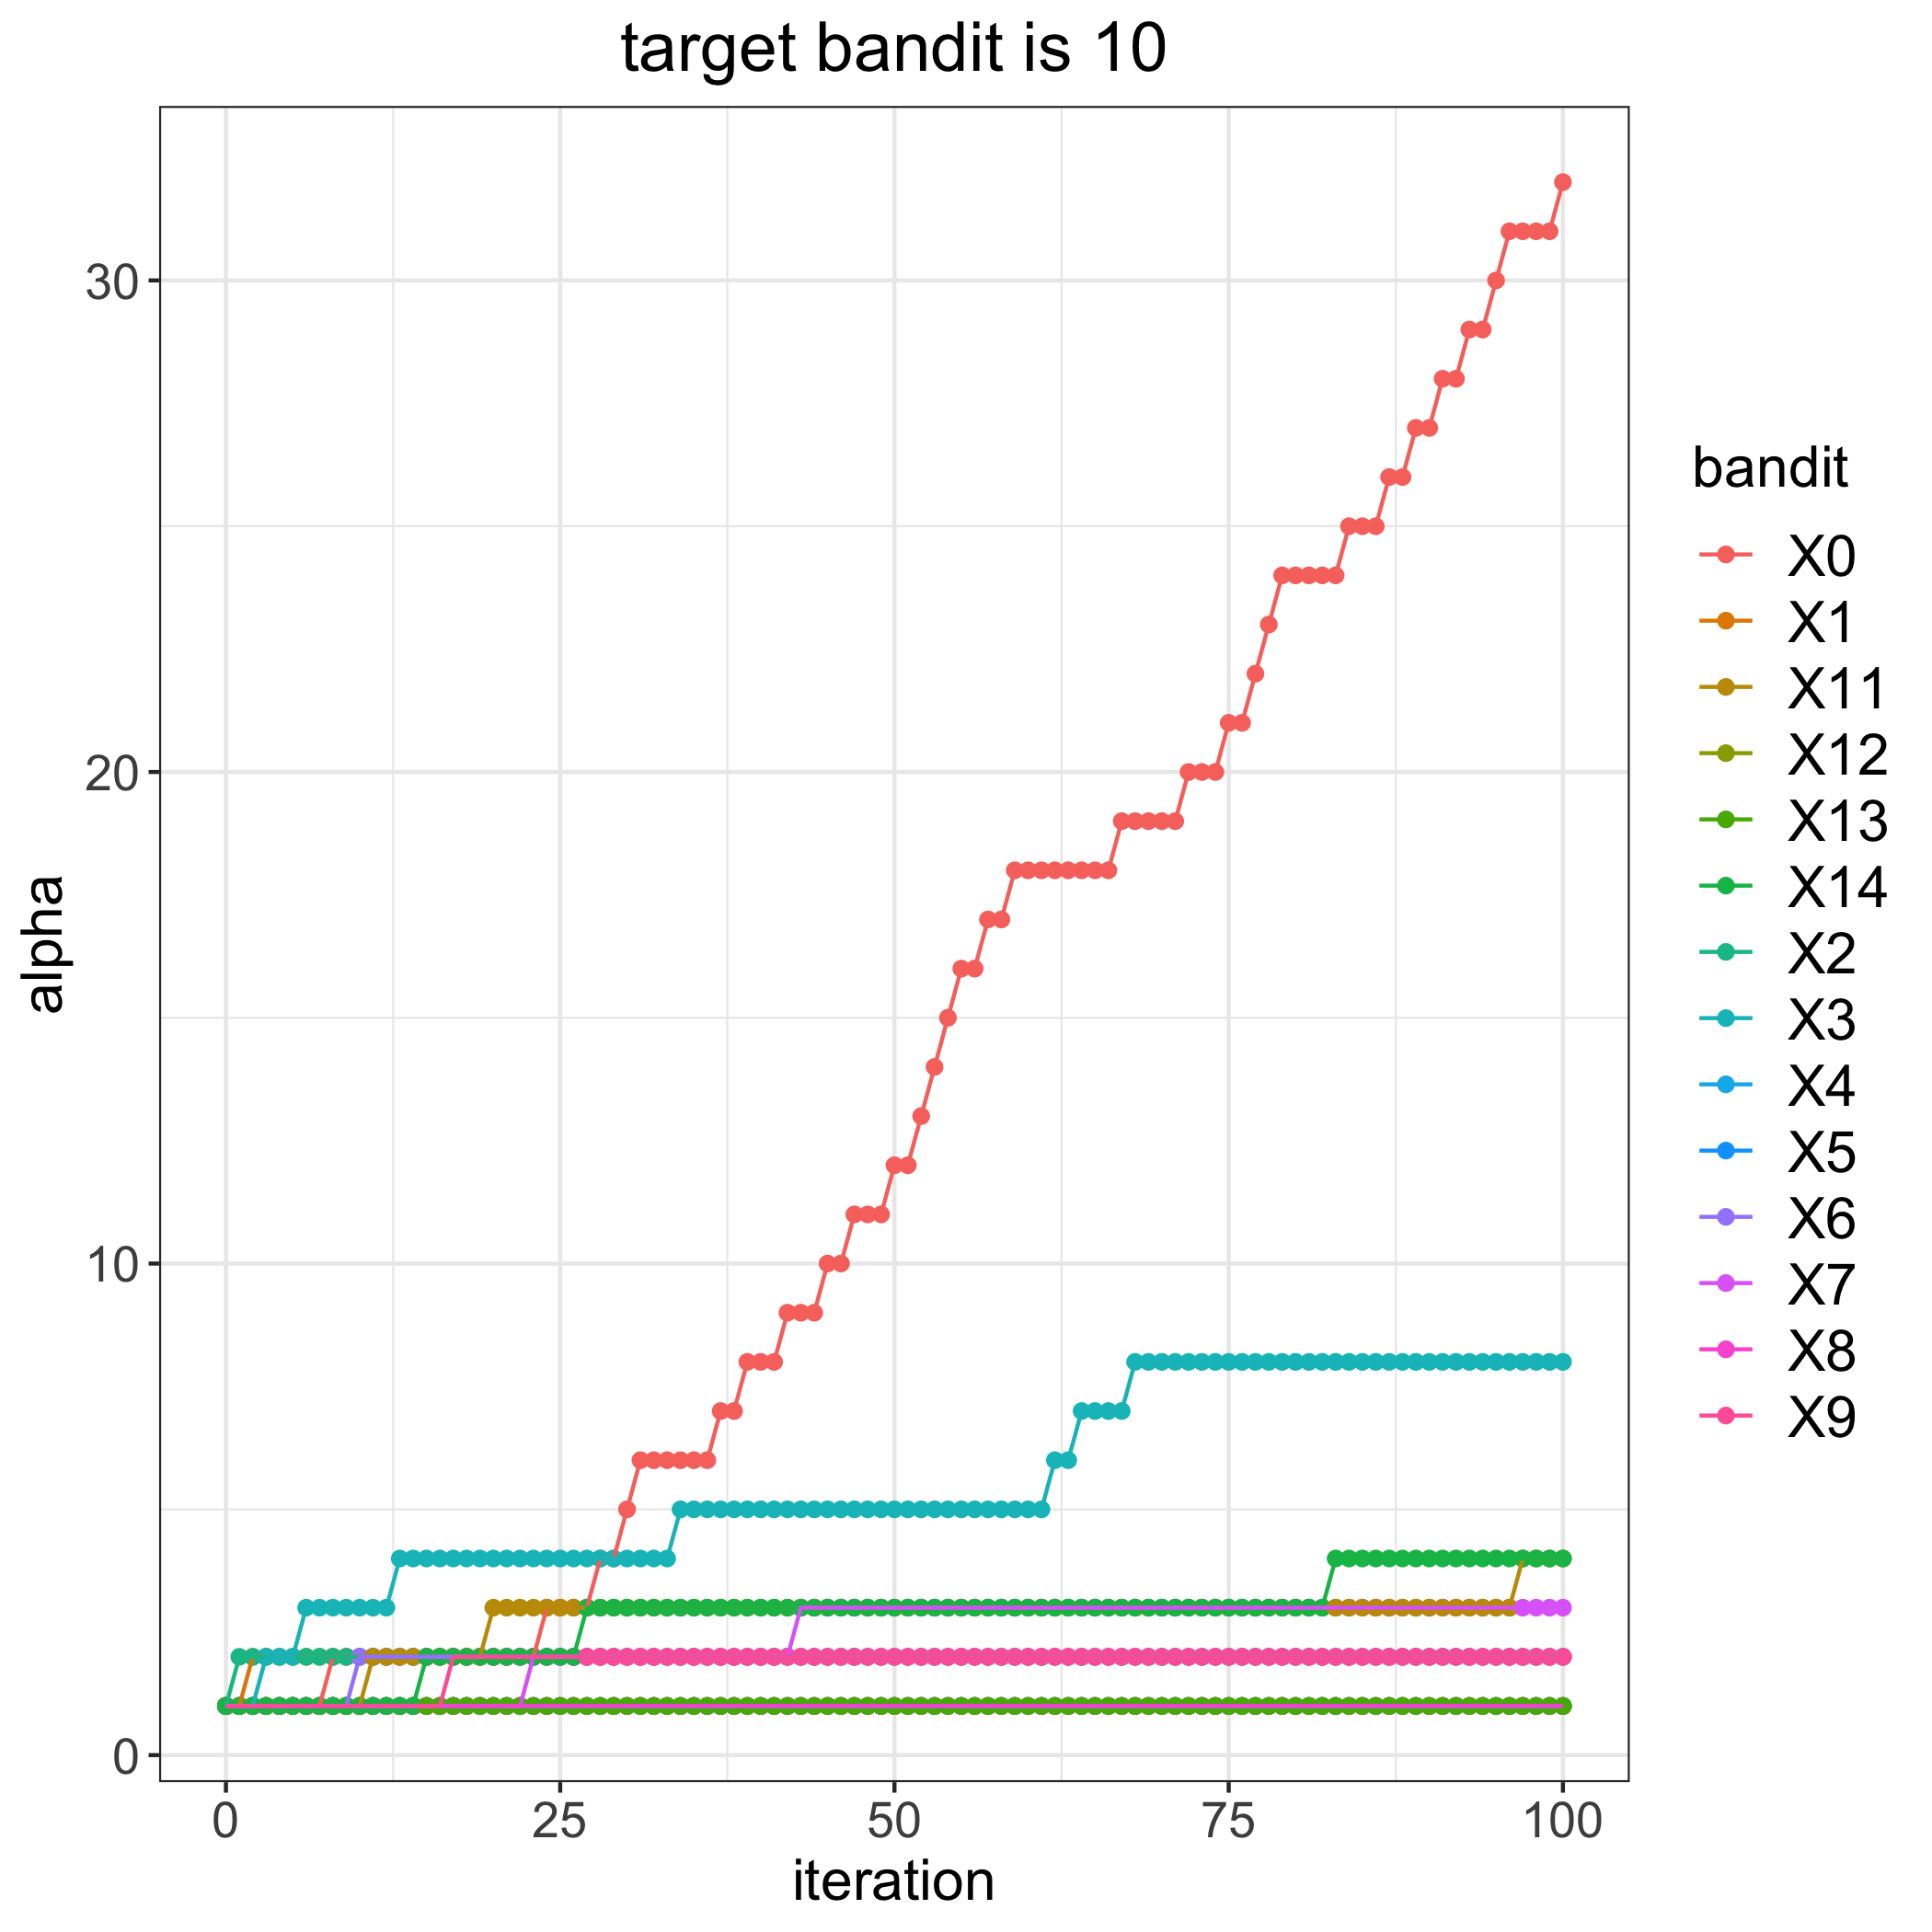 target bandit is 10
alpha
30
20
10
0
0
25
50
75
100
iteration
bandit
X0
X1
X11
X12
X13
X14
X2
X3
X4
X5
X6
X7
X8
X9